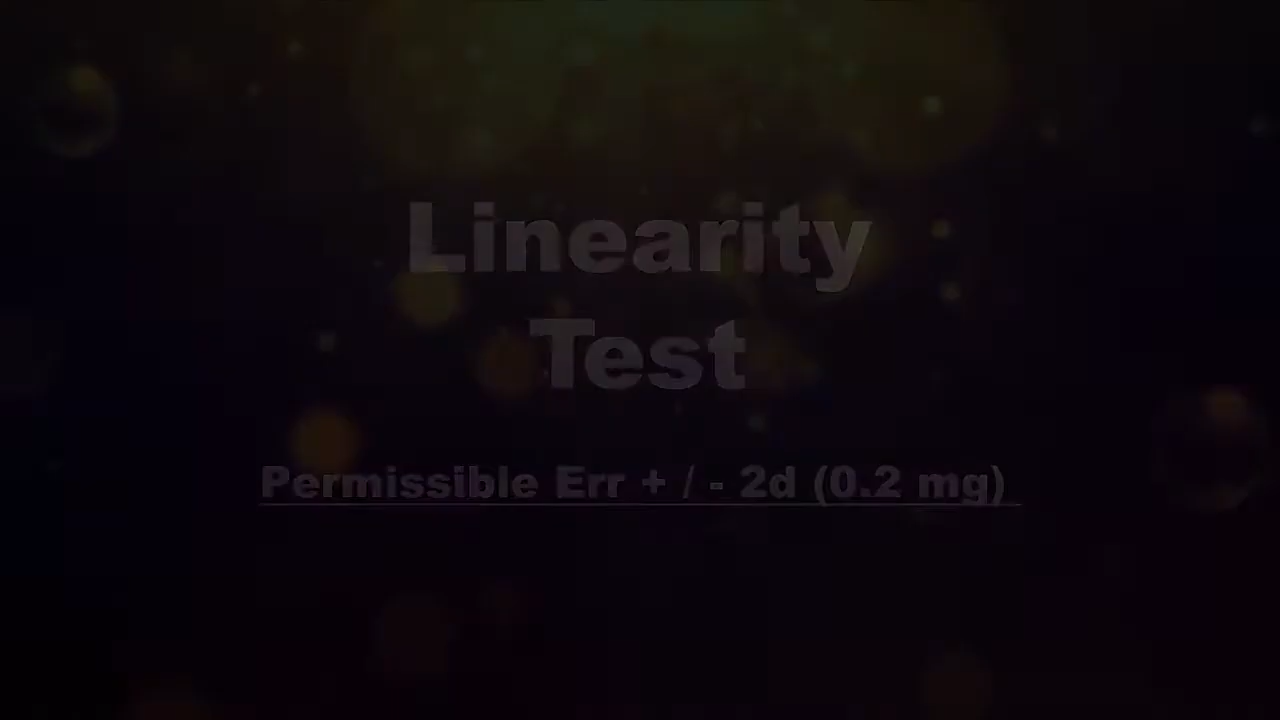 Linearity
Test
Permissible Err + / - 2d (0.2 mg)